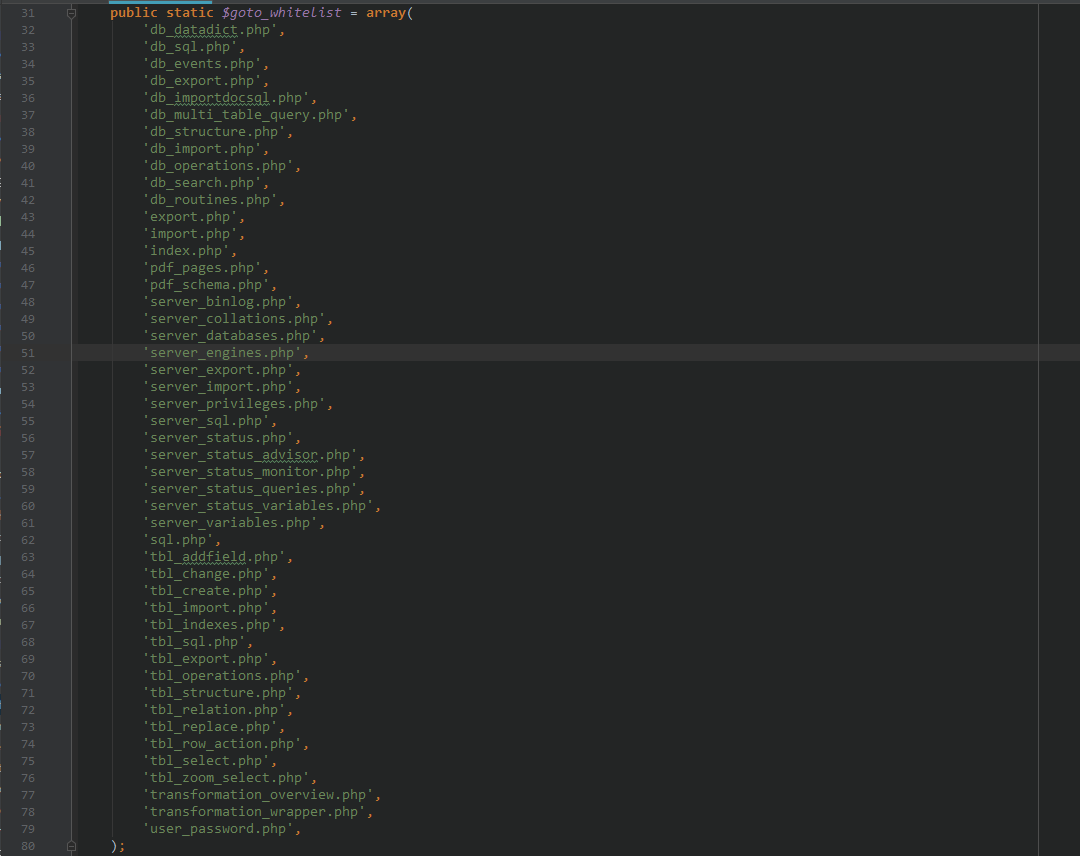 31 public static $goto_whitelist = array(
32 'db_datadict.php',
33 'db_sql.php',
34 'db_events.php',
35 'db_export.php',
36 'db_importdocsql.php',
37 'db_multi_table_query.php',
38 'db_structure.php',
39 'db_import.php',
40 'db_operations.php',
41 'db_search.php',
42 'db_routines.php',
43 'export.php',
44 'import.php',
45 'index.php',
46 'pdf_pages.php',
47 'pdf_schema.php',
48 'server_binlog.php',
49 'server_collations.php',
50 'server_databases.php',
51 'server_engines.php',
52 'server_export.php',
53 'server_import.php',
54 'server_privileges.php',
55 'server_sql.php',
56 'server_status.php',
57 'server_status_advisor.php',
58 'server_status_monitor.php',
59 'server_status_queries.php',
60 'server_status_variables.php',
61 'server_variables.php',
62 'sql.php',
63 'tbl_addfield.php',
64 'tbl_change.php',
65 'tbl_create.php',
66 'tbl_import.php',
67 'tbl_indexes.php',
68 'tbl_sql.php',
69 'tbl_export.php',
70 'tbl_operations.php',
71 'tbl_structure.php',
72 'tbl_relation.php',
73 'tbl_replace.php',
74 'tbl_row_action.php',
75 'tbl_select.php',
76 'tbl_zoom_select.php',
77 'transformation_overview.php',
78 'transformation_wrapper.php',
79 'user_password.php',
80 );